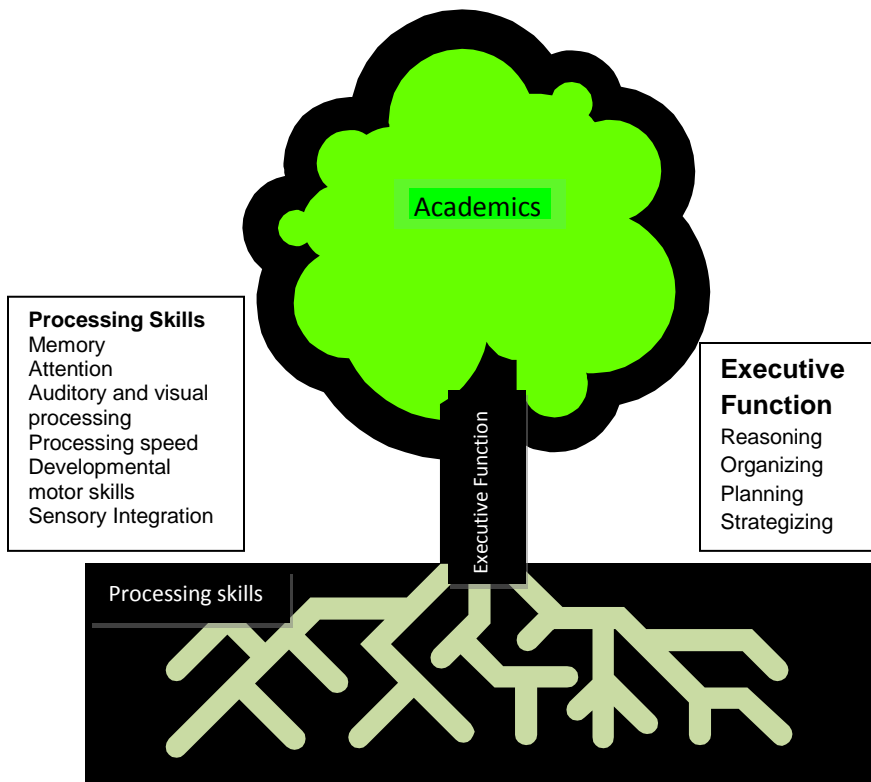 Academics
Processing Skills
Memory
Attention
Auditory and visual
processing
Processing speed
Developmental
motor skills
Sensory Integration
Executive
Function
Reasoning
Organizing
Planning
Strategizing
Executive Function
Processing skills